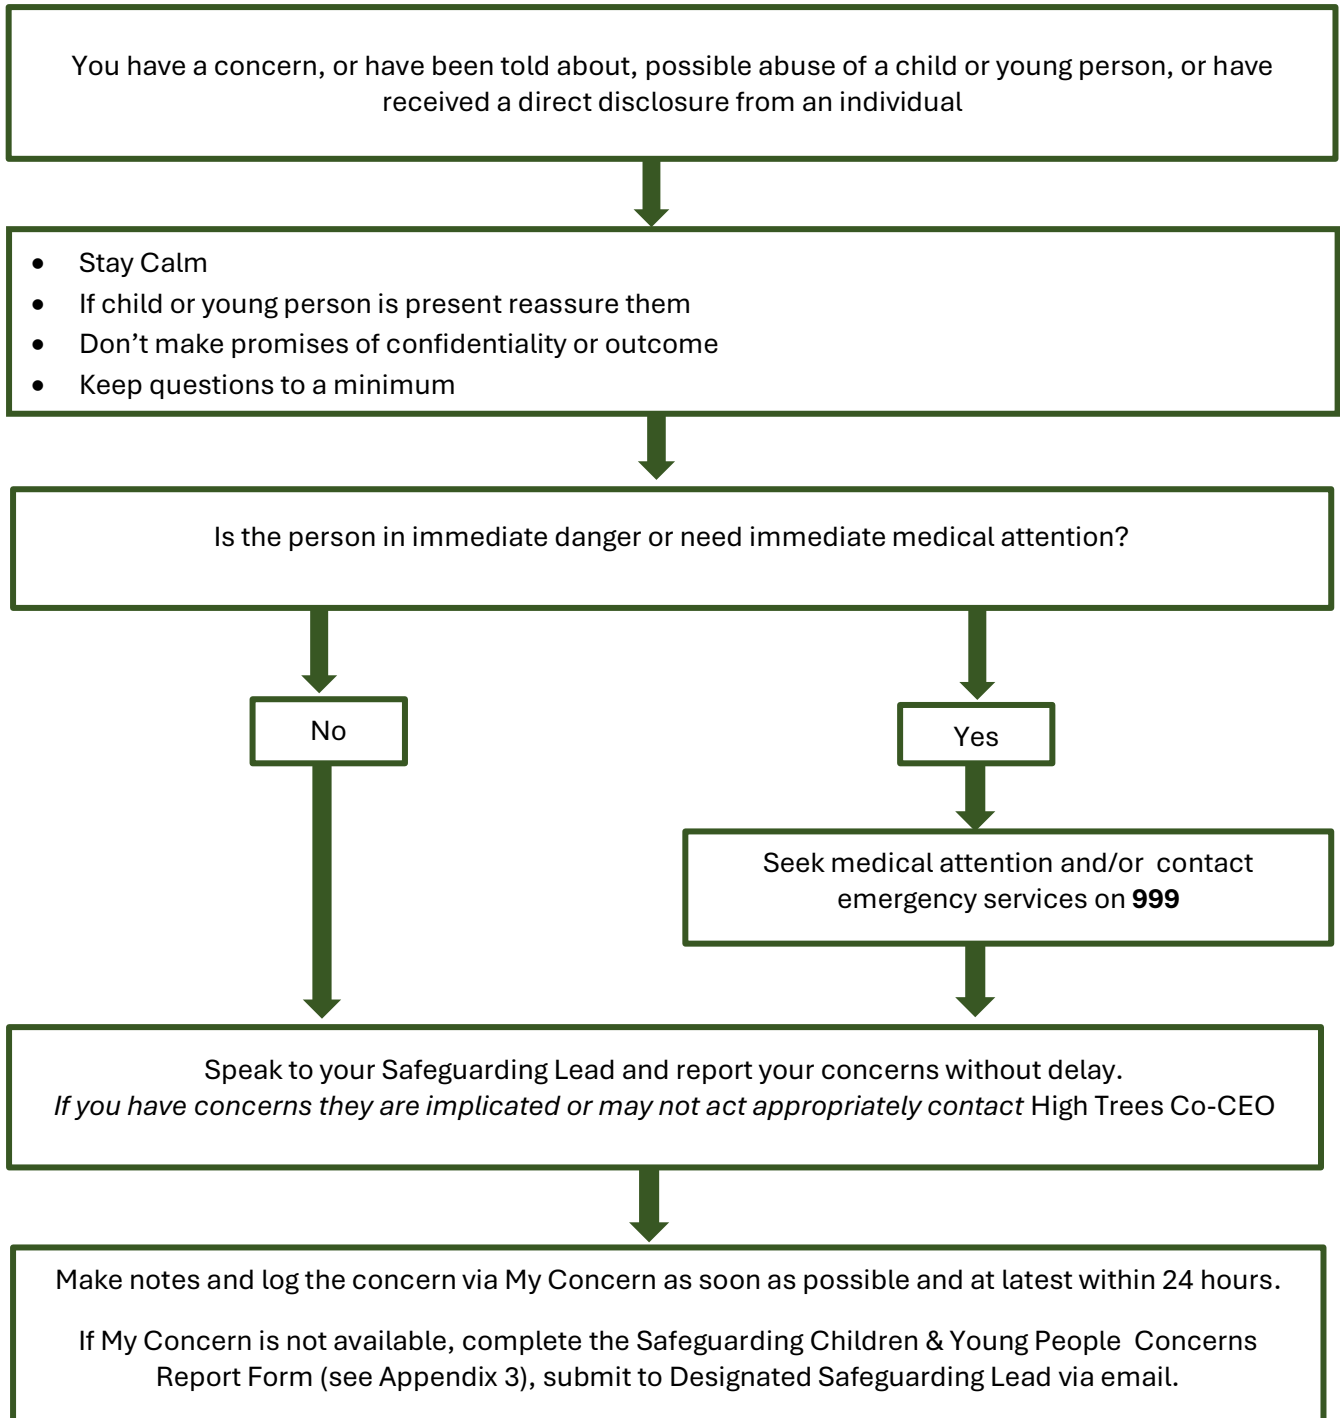 You have a concern, or have been told about, possible abuse of a child or young person, or have
received a direct disclosure from an individual
• Stay Calm
• If child or young person is present reassure them
• Don’t make promises of confidentiality or outcome
• Keep questions to a minimum
Is the person in immediate danger or need immediate medical attention?
No
Yes
Seek medical attention and/or contact
emergency services on 999
Speak to your Safeguarding Lead and report your concerns without delay.
If you have concerns they are implicated or may not act appropriately contact High Trees Co-CEO
Make notes and log the concern via My Concern as soon as possible and at latest within 24 hours.
If My Concern is not available, complete the Safeguarding Children & Young People Concerns
Report Form (see Appendix 3), submit to Designated Safeguarding Lead via email.